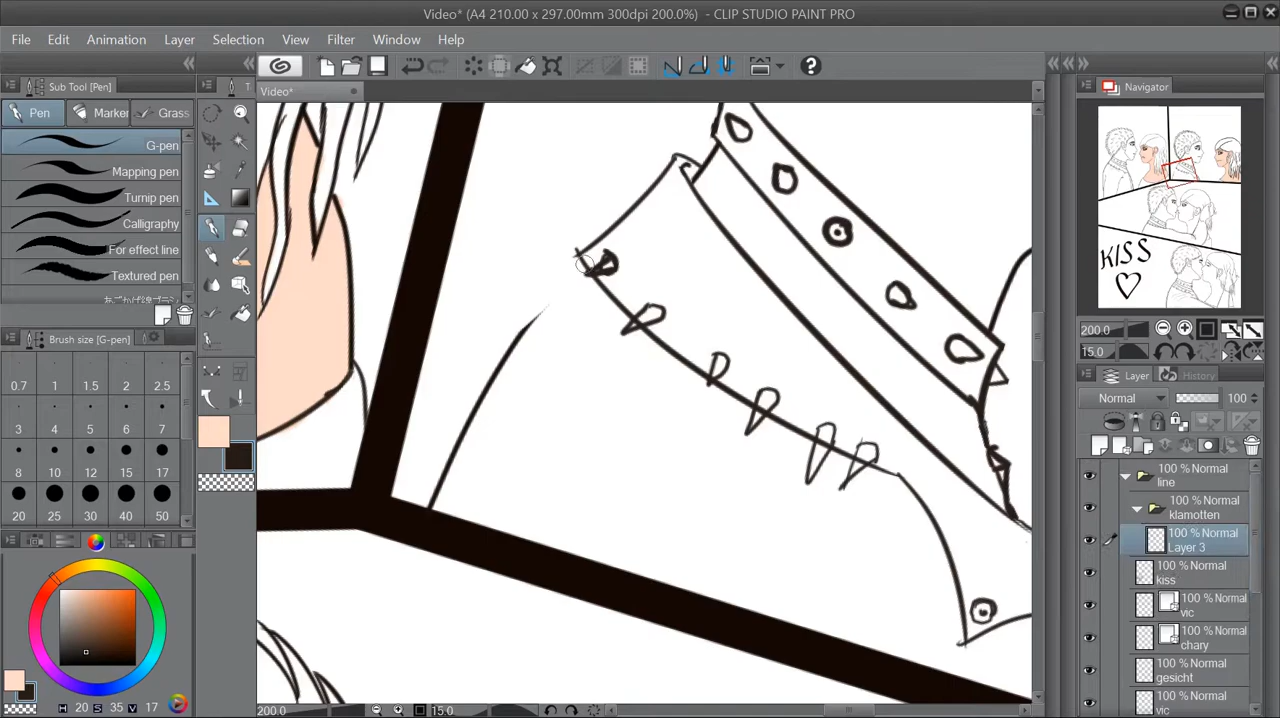 Video* (A4 210.00 x 297.00mm 300dpi 200.0%) - CLIP STUDIO PAINT PRO
File Edit Animation Layer Selection View Filter Window Help
Sub Tool [Pen]
T
Video*
Navigator
Pen Marker Grass
G-pen
Mapping pen
Turnip pen
Calligraphy
For effect line
Textured pen
KISS
Brush size [G-pen]
200.0
15.0
0.7 1 1.5 2 2.5
3 4 5 6 7
8 10 12 15 17
20 25 30 40 50
Layer History
Normal 100
100 % Normal
line
100 % Normal
klamotten
100 % Normal
Layer 3
100 % Normal
kiss
100 % Normal
vic
100 % Normal
chary
100 % Normal
gesicht
100 % Normal
vic
H 20 S 35 V 17
200.0 15.0